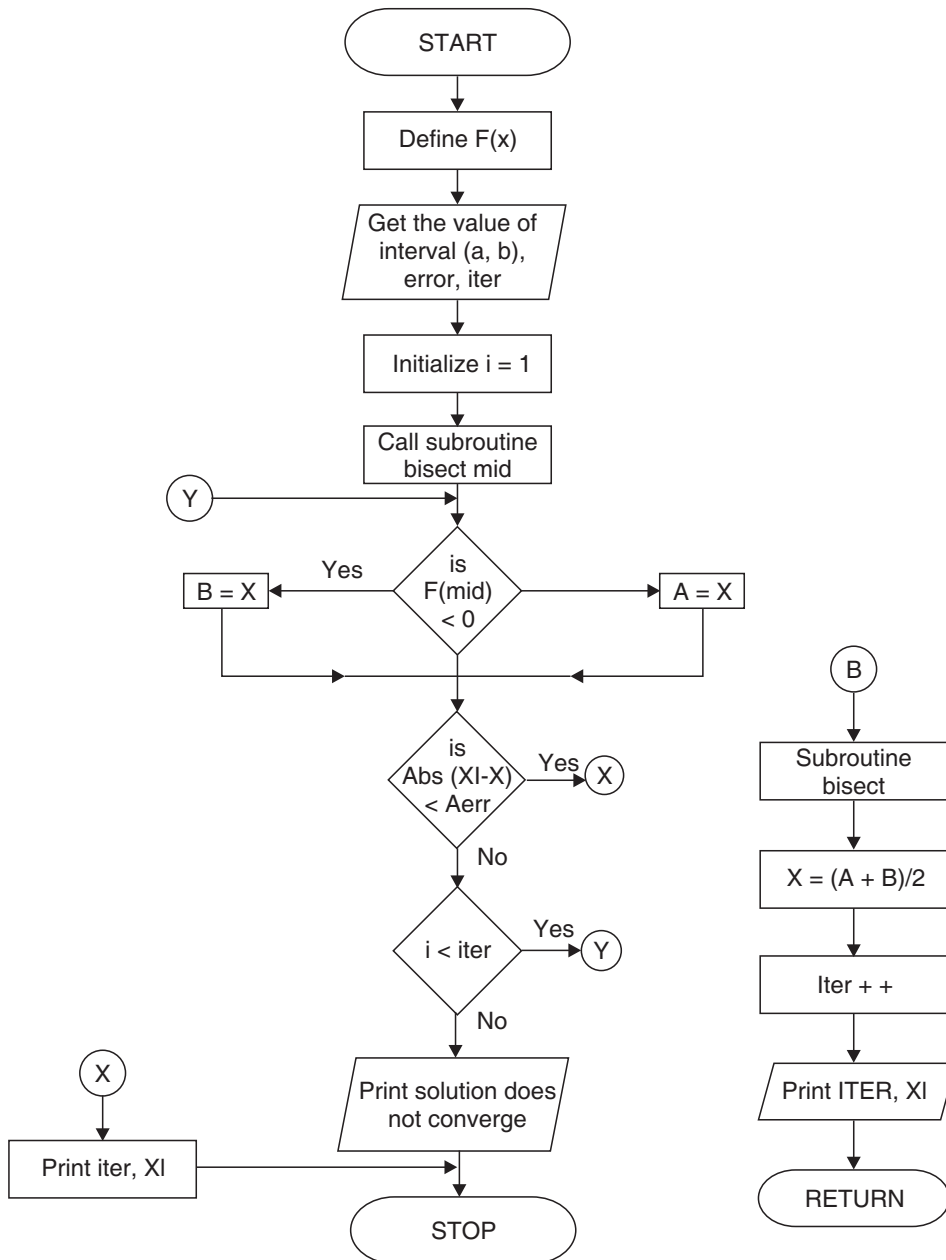 START
Define F(x)
Get the value of
interval (a, b),
error, iter
Initialize i = 1
Call subroutine
bisect mid
Y
is
F(mid)
< 0
Yes
B = X
A = X
is
Abs (XI-X)
< Aerr
Yes
X
No
i < iter
Yes
Y
No
Print solution does
not converge
X
Print iter, XI
STOP
B
Subroutine
bisect
X = (A + B)/2
Iter + +
Print ITER, XI
RETURN